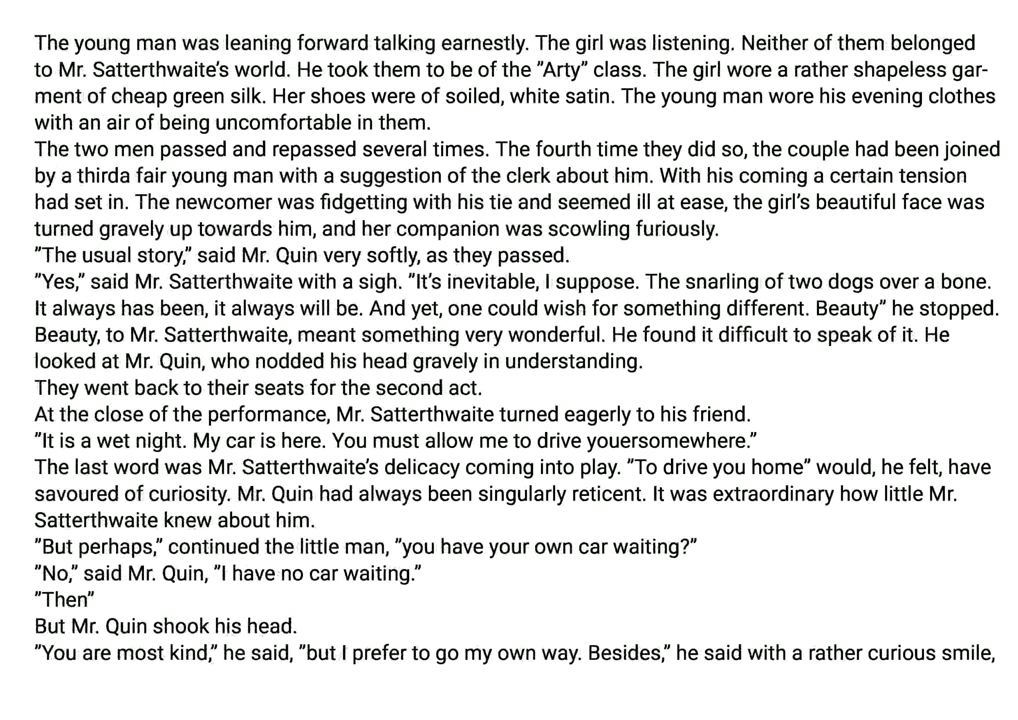 The young man was leaning forward talking earnestly. The girl was listening. Neither of them belonged
to Mr. Satterthwaite's world. He took them to be of the "Arty" class. The girl wore a rather shapeless gar-
ment of cheap green silk. Her shoes were of soiled, white satin. The young man wore his evening clothes
with an air of being uncomfortable in them.
The two men passed and repassed several times. The fourth time they did so, the couple had been joined
by a thirda fair young man with a suggestion of the clerk about him. With his coming a certain tension
had set in. The newcomer was fidgetting with his tie and seemed ill at ease, the girl's beautiful face was
turned gravely up towards him, and her companion was scowling furiously.
"The usual story," said Mr. Quin very softly, as they passed.
"Yes," said Mr. Satterthwaite with a sigh. "It's inevitable, I suppose. The snarling of two dogs over a bone.
It always has been, it always will be. And yet, one could wish for something different. Beauty" he stopped.
Beauty, to Mr. Satterthwaite, meant something very wonderful. He found it difficult to speak of it. He
looked at Mr. Quin, who nodded his head gravely in understanding.
They went back to their seats for the second act.
At the close of the performance, Mr. Satterthwaite turned eagerly to his friend.
"It is a wet night. My car is here. You must allow me to drive youersomewhere."
The last word was Mr. Satterthwaite's delicacy coming into play. "To drive you home" would, he felt, have
savoured of curiosity. Mr. Quin had always been singularly reticent. It was extraordinary how little Mr.
Satterthwaite knew about him.
"But perhaps," continued the little man, "you have your own car waiting?"
"No," said Mr. Quin, "I have no car waiting."
"Then"
But Mr. Quin shook his head.
"You are most kind," he said, "but I prefer to go my own way. Besides," he said with a rather curious smile,